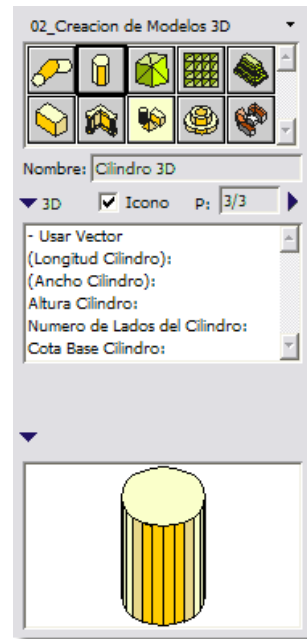 02_Creacion de Modelos 3D
Nombre: Cilindro 3D
3D Icono P: 3/3
- Usar Vector
(Longitud Cilindro):
(Ancho Cilindro):
Altura Cilindro:
Numero de Lados del Cilindro:
Cota Base Cilindro: